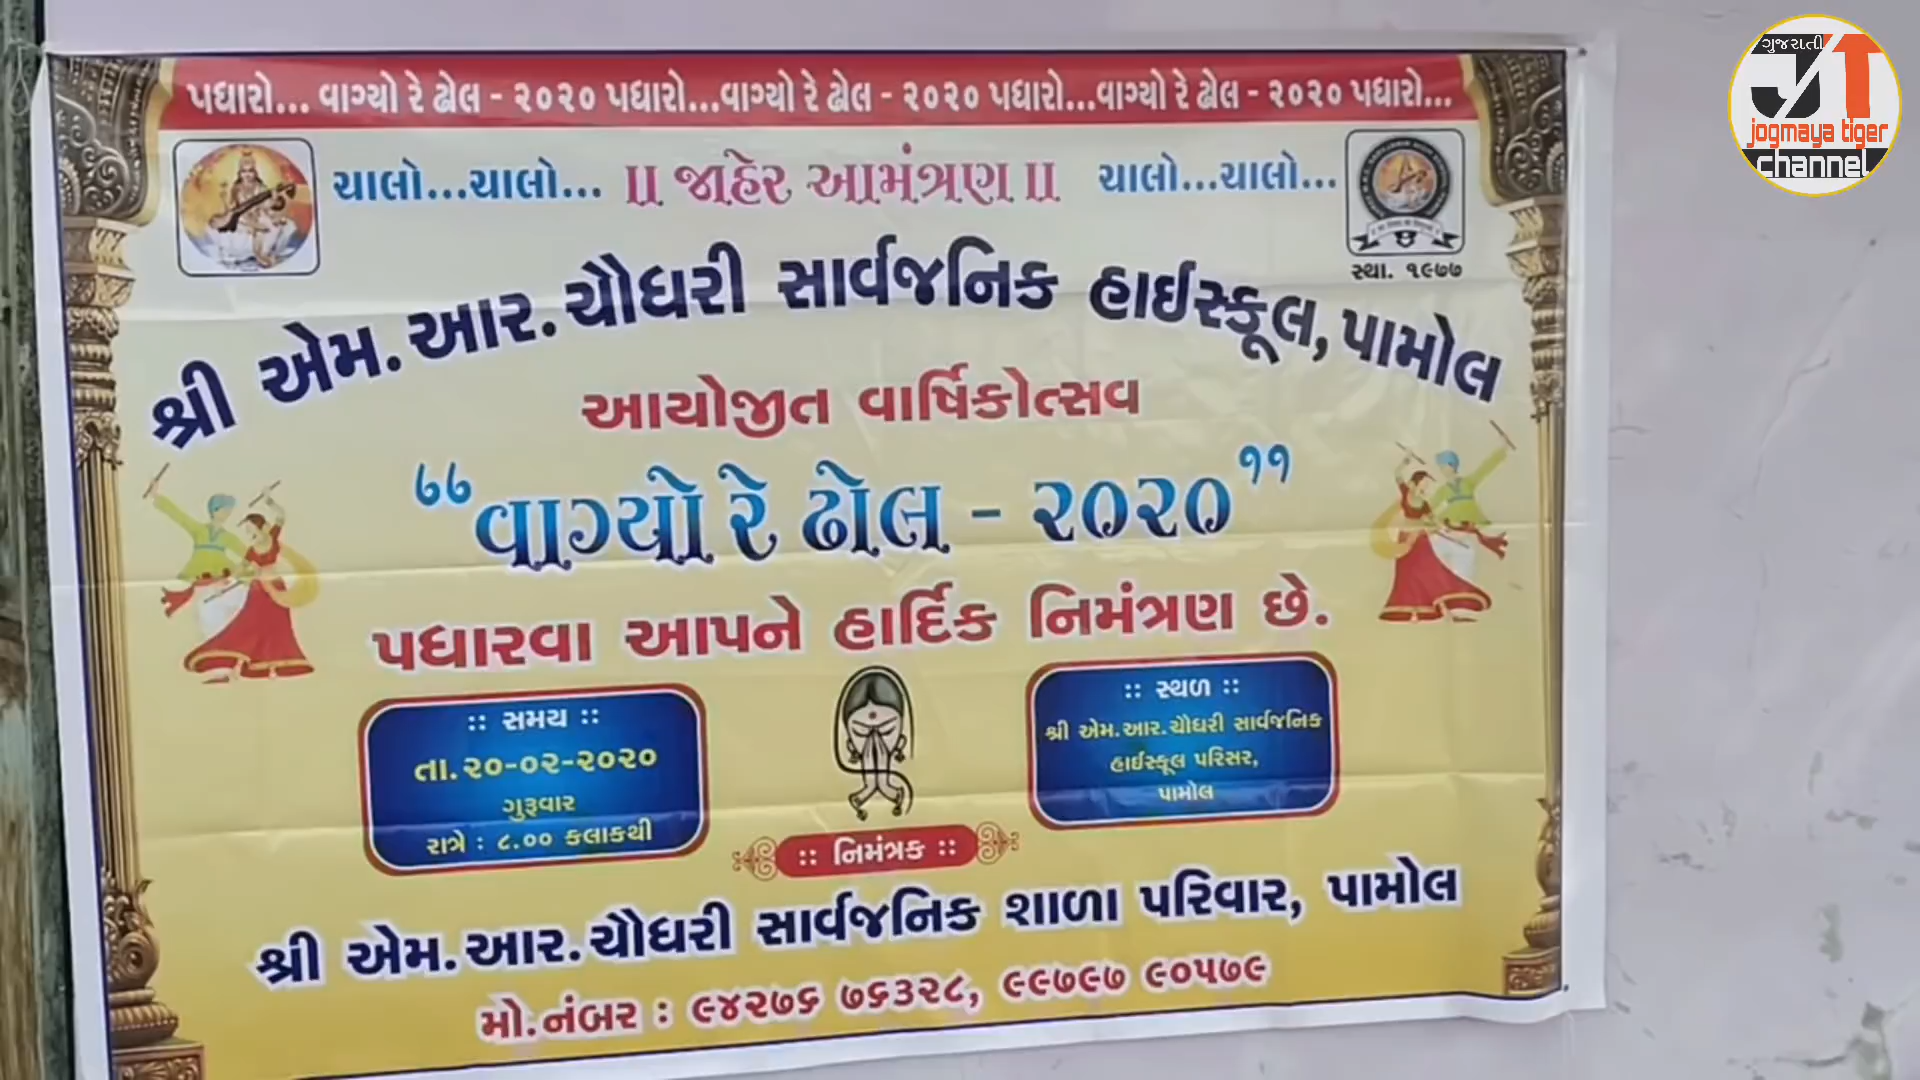 પધારો... વાગ્યો રે ઢોલ - ૨૦૨૦ પધારો...વાગ્યો રે ઢોલ - ૨૦૨૦ પધારો...વાગ્યો રે ઢોલ - ૨૦૨૦ પધારો...
ચાલો...ચાલો... ॥ જાહેર આમંત્રણ ॥ ચાલો...ચાલો...
સ્થા. ૧૯૭૭
શ્રી એમ.આર.ચૌધરી સાર્વજનિક હાઈસ્કૂલ,પામોલ
આયોજીત વાર્ષિકોત્સવ
"વાગ્યો રે ઢોલ - ૨૦૨૦"
પધારવા આપને હાર્દિક નિમંત્રણ છે.
:: સમય ::
તા.૨૦-૦૨-૨૦૨૦
ગુરૂવાર
રાત્રે : ૮.૦૦ કલાકથી
:: સ્થળ ::
શ્રી એમ.આર.ચૌધરી સાર્વજનિક
હાઈસ્કૂલ પરિસર,
પામોલ
:: નિમંત્રક ::
શ્રી એમ.આર.ચૌધરી સાર્વજનિક શાળા પરિવાર, પામોલ
મો.નંબર : ૯૪૨૭૬ ૭૬૩૨૮, ૯૯૭૯૭ ૯૦૫૭૯
ગુજરાતી
JT
jogmaya tiger
channel